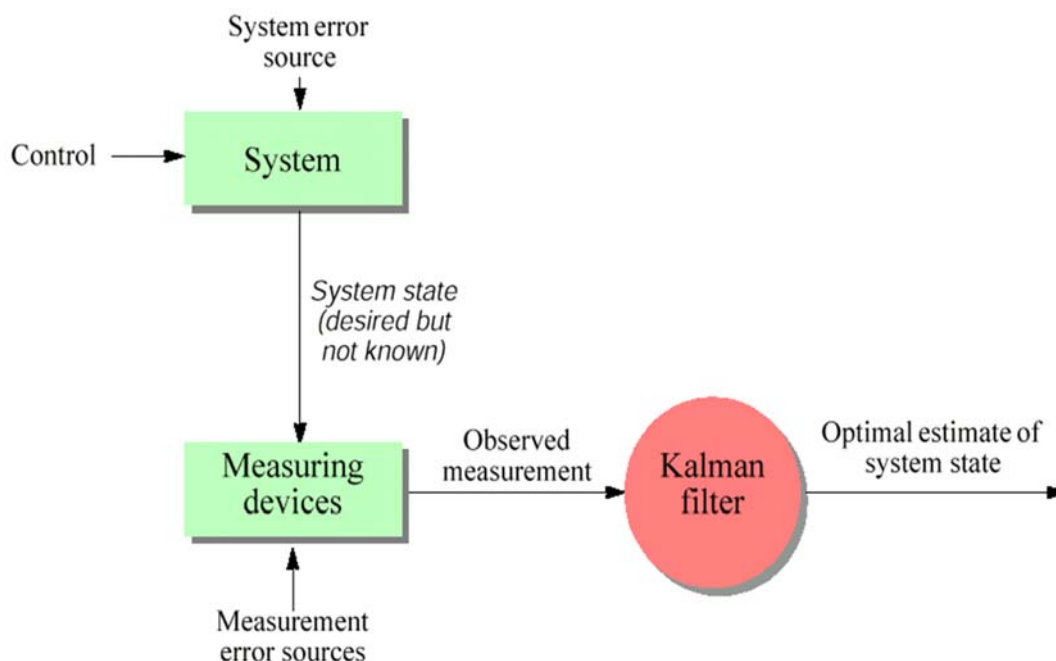 System error
source
Control
System
System state
(desired but
not known)
Measuring
devices
Observed
measurement
Kalman
filter
Optimal estimate of
system state
Measurement
error sources